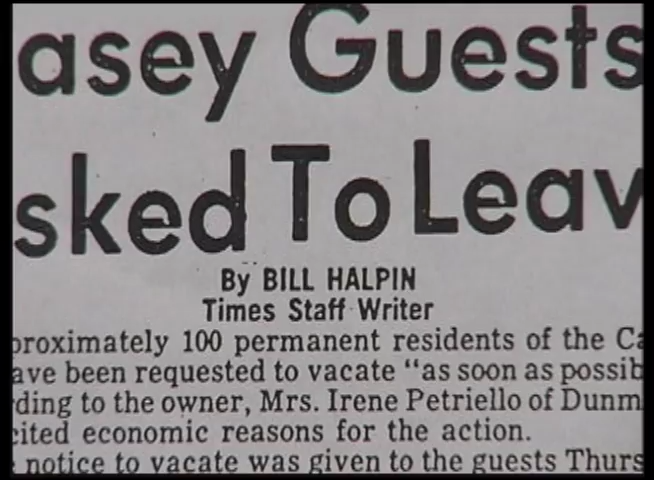 asey Guests
sked To Leav
By BILL HALPIN
Times Staff Writer
proximately 100 permanent residents of the Ca
ave been requested to vacate "as soon as possib
rding to the owner, Mrs. Irene Petriello of Dunm
cited economic reasons for the action.
notice to vacate was given to the guests Thurs